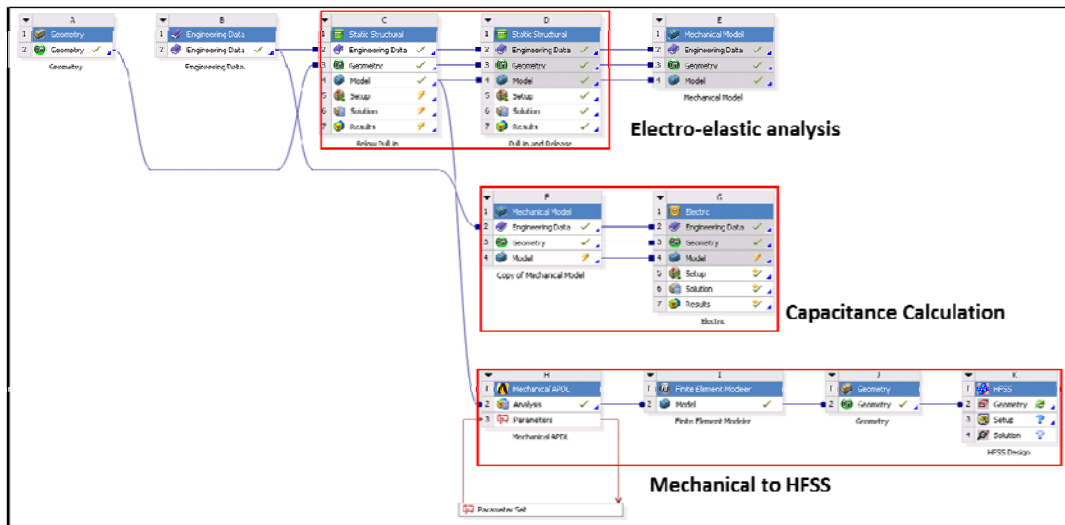 A
1 Geometry
2 Geometry
Geometry
B
1 Engineering Data
2 Engineering Data
Engineering Data
C
1 Static Structural
2 Engineering Data
3 Geometry
4 Model
5 Setup
6 Solution
7 Results
Below Pull in
D
1 Static Structural
2 Engineering Data
3 Geometry
4 Model
5 Setup
6 Solution
7 Results
Pull in and Release
E
1 Mechanical Model
2 Engineering Data
3 Geometry
4 Model
Mechanical Model
Electro-elastic analysis
F
1 Mechanical Model
2 Engineering Data
3 Geometry
4 Model
Copy of Mechanical Model
G
1 Electric
2 Engineering Data
3 Geometry
4 Model
5 Setup
6 Solution
7 Results
Electric
Capacitance Calculation
H
1 Mechanical APDL
2 Analysis
3 Parameters
Mechanical APDL
I
1 Finite Element Modeler
2 Model
Finite Element Modeler
J
1 Geometry
2 Geometry
Geometry
K
1 HFSS
2 Geometry
3 Setup
4 Solution
HFSS Design
Mechanical to HFSS
Parameter Set